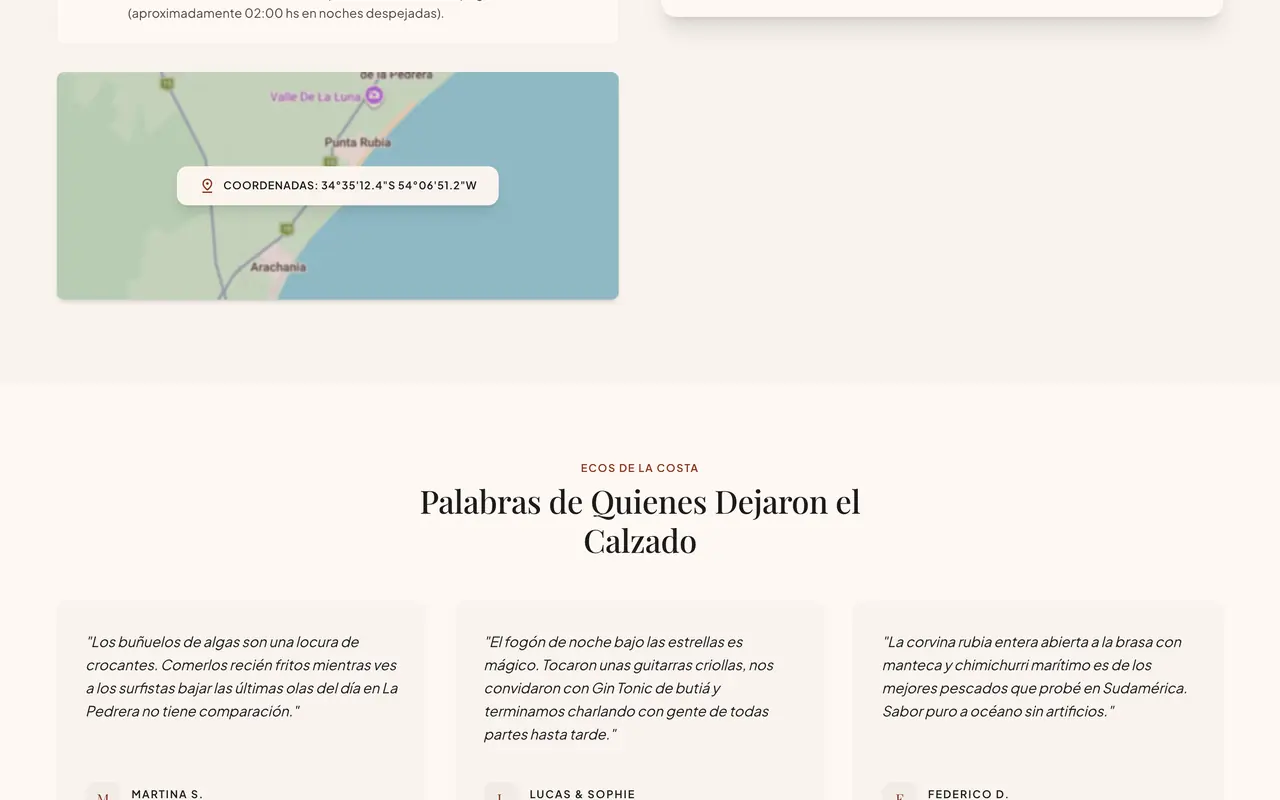 (aproximadamente 02:00 hs en noches despejadas).
de la Pedrera
Valle De La Luna
Punta Rubia
COORDENADAS: 34°35'12.4"S 54°06'51.2"W
Arachania
ECOS DE LA COSTA
Palabras de Quienes Dejaron el
Calzado
"Los buñuelos de algas son una locura de
crocantes. Comerlos recién fritos mientras ves
a los surfistas bajar las últimas olas del día en La
Pedrera no tiene comparación."
"El fogón de noche bajo las estrellas es
mágico. Tocaron unas guitarras criollas, nos
convidaron con Gin Tonic de butiá y
terminamos charlando con gente de todas
partes hasta tarde."
"La corvina rubia entera abierta a la brasa con
manteca y chimichurri marítimo es de los
mejores pescados que probé en Sudamérica.
Sabor puro a océano sin artificios."
M MARTINA S.
L LUCAS & SOPHIE
F FEDERICO D.